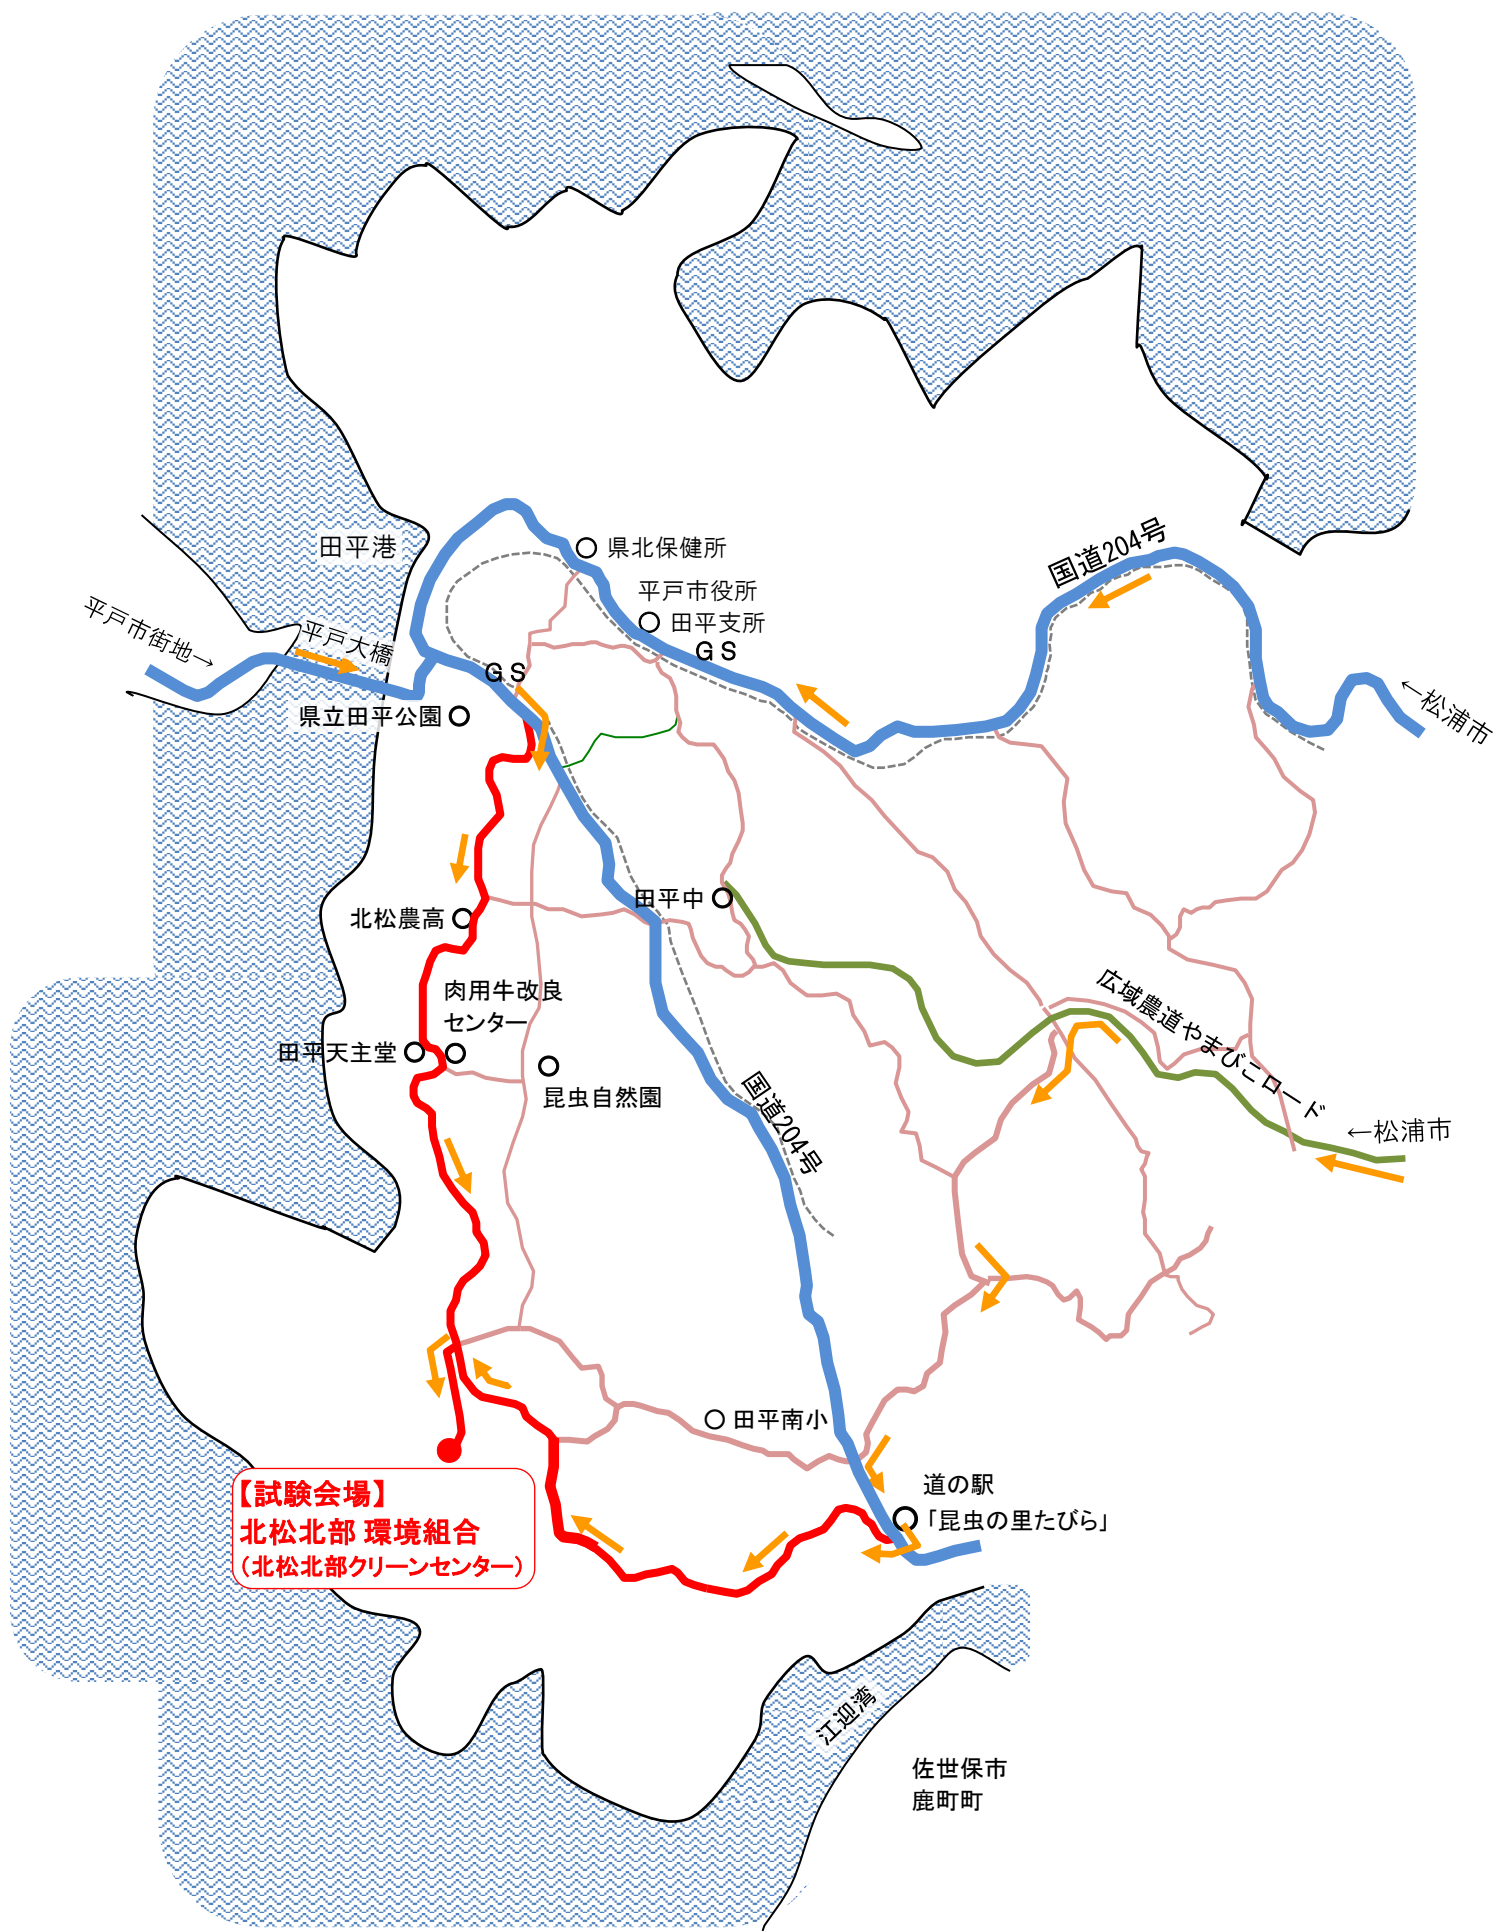 田平港
県北保健所
平戸市役所
田平支所
ＧＳ
国道204号
平戸市街地→
平戸大橋
ＧＳ
県立田平公園
←松浦市
田平中
北松農高
肉用牛改良
センター
田平天主堂
昆虫自然園
国道204号
広域農道やまびこロード
←松浦市
田平南小
道の駅
「昆虫の里たびら」
【試験会場】
北松北部 環境組合
（北松北部クリーンセンター）
江迎湾
佐世保市
鹿町町